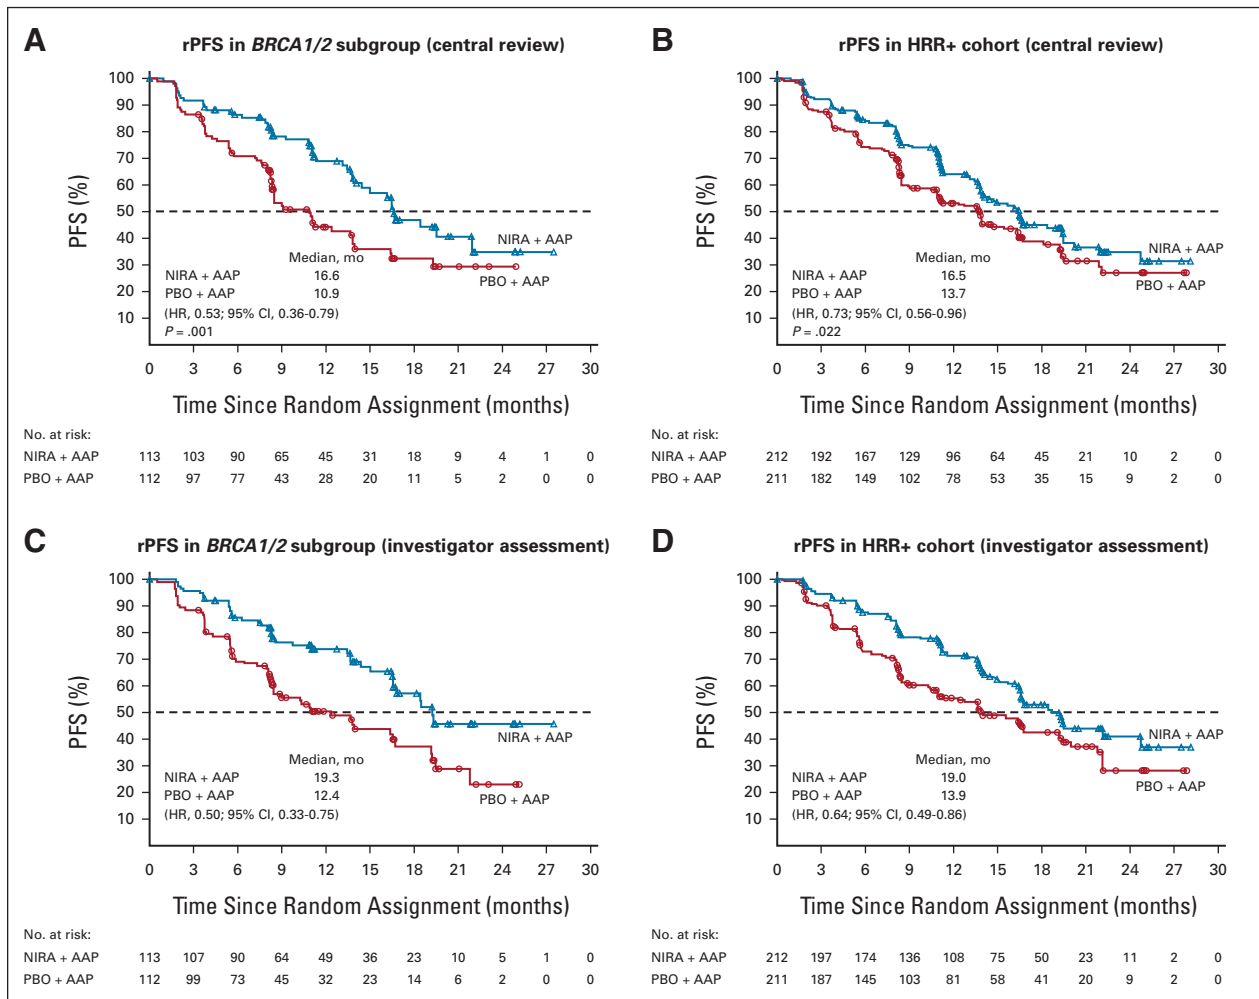 A
rPFS in BRCA1/2 subgroup (central review)
100
90
80
70
60
50
40
30
20
10
PFS (%)
NIRA + AAP
PBO + AAP
Median, mo
NIRA + AAP 16.6
PBO + AAP 10.9
(HR, 0.53; 95% CI, 0.36-0.79)
P = .001
0 3 6 9 12 15 18 21 24 27 30
Time Since Random Assignment (months)
No. at risk:
NIRA + AAP 113 103 90 65 45 31 18 9 4 1 0
PBO + AAP 112 97 77 43 28 20 11 5 2 0 0
B
rPFS in HRR+ cohort (central review)
100
90
80
70
60
50
40
30
20
10
PFS (%)
NIRA + AAP
PBO + AAP
Median, mo
NIRA + AAP 16.5
PBO + AAP 13.7
(HR, 0.73; 95% CI, 0.56-0.96)
P = .022
0 3 6 9 12 15 18 21 24 27 30
Time Since Random Assignment (months)
No. at risk:
NIRA + AAP 212 192 167 129 96 64 45 21 10 2 0
PBO + AAP 211 182 149 102 78 53 35 15 9 2 0
C
rPFS in BRCA1/2 subgroup (investigator assessment)
100
90
80
70
60
50
40
30
20
10
PFS (%)
NIRA + AAP
PBO + AAP
Median, mo
NIRA + AAP 19.3
PBO + AAP 12.4
(HR, 0.50; 95% CI, 0.33-0.75)
0 3 6 9 12 15 18 21 24 27 30
Time Since Random Assignment (months)
No. at risk:
NIRA + AAP 113 107 90 64 49 36 23 10 5 1 0
PBO + AAP 112 99 73 45 32 23 14 6 2 0 0
D
rPFS in HRR+ cohort (investigator assessment)
100
90
80
70
60
50
40
30
20
10
PFS (%)
NIRA + AAP
PBO + AAP
Median, mo
NIRA + AAP 19.0
PBO + AAP 13.9
(HR, 0.64; 95% CI, 0.49-0.86)
0 3 6 9 12 15 18 21 24 27 30
Time Since Random Assignment (months)
No. at risk:
NIRA + AAP 212 197 174 136 108 75 50 23 11 2 0
PBO + AAP 211 187 145 103 81 58 41 20 9 2 0